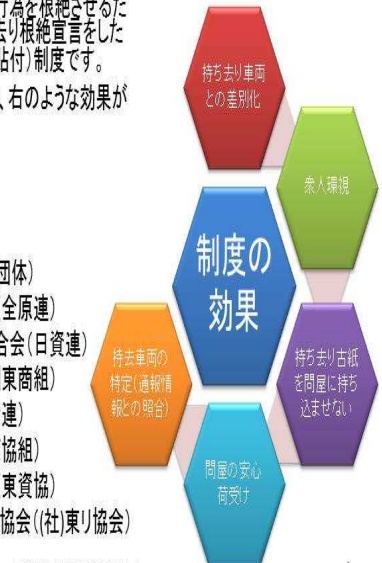 行為を根絶させるた
去り根絶宣言をした
貼付)制度です。
、右のような効果が
団体)
全原連)
合会(日資連)
東商組)
連)
協組)
東資協)
協会((社)東リ協会)
持ち去り車両
との差別化
衆人環視
制度の
効果
持ち去り古紙
を問屋に持ち
込ませない
問屋の安心
荷受け
持去車両の
特定(通報情
報との照合)